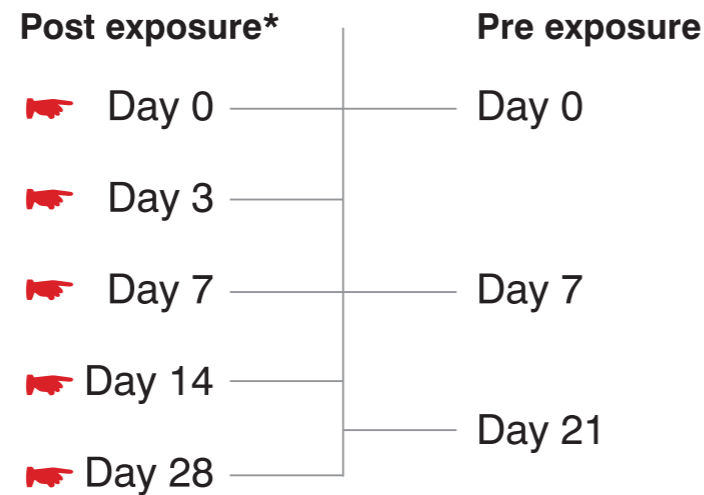 Post exposure* Pre exposure
Day 0 Day 0
Day 3
Day 7 Day 7
Day 14
Day 21
Day 28